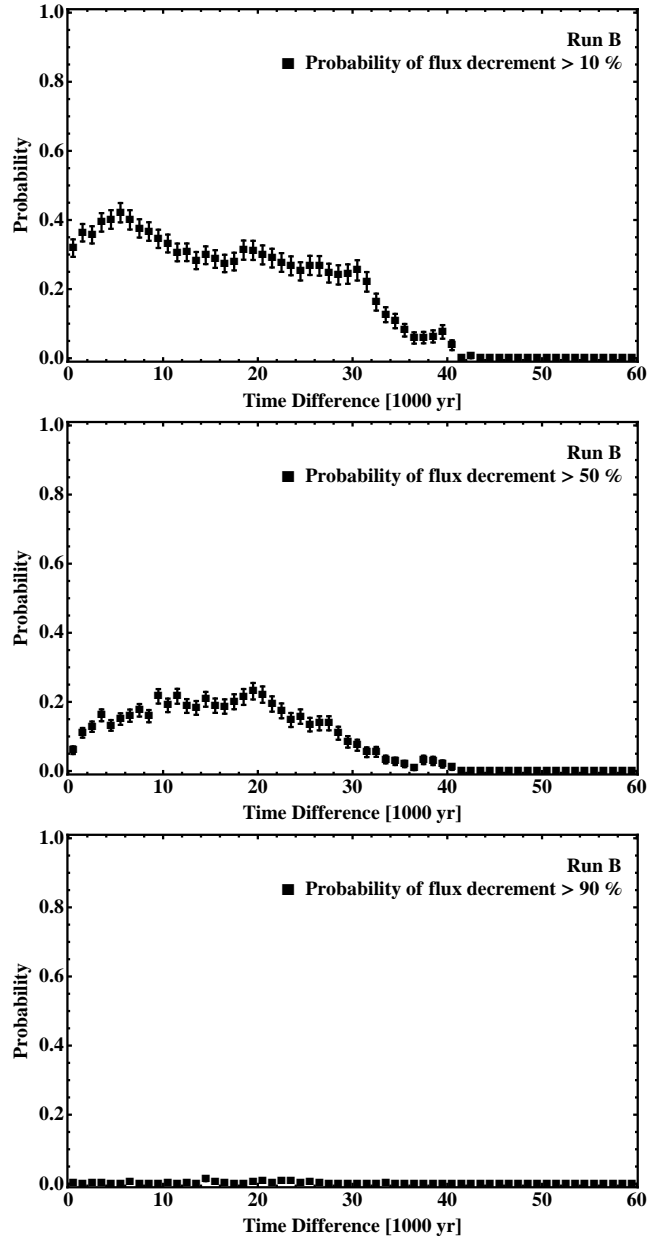 1.0
Run B
■ Probability of flux decrement > 10 %
0.8
0.6
Probability
0.4
0.2
0.0
0 10 20 30 40 50 60
Time Difference [1000 yr]
1.0
Run B
■ Probability of flux decrement > 50 %
0.8
0.6
Probability
0.4
0.2
0.0
0 10 20 30 40 50 60
Time Difference [1000 yr]
1.0
Run B
■ Probability of flux decrement > 90 %
0.8
0.6
Probability
0.4
0.2
0.0
0 10 20 30 40 50 60
Time Difference [1000 yr]